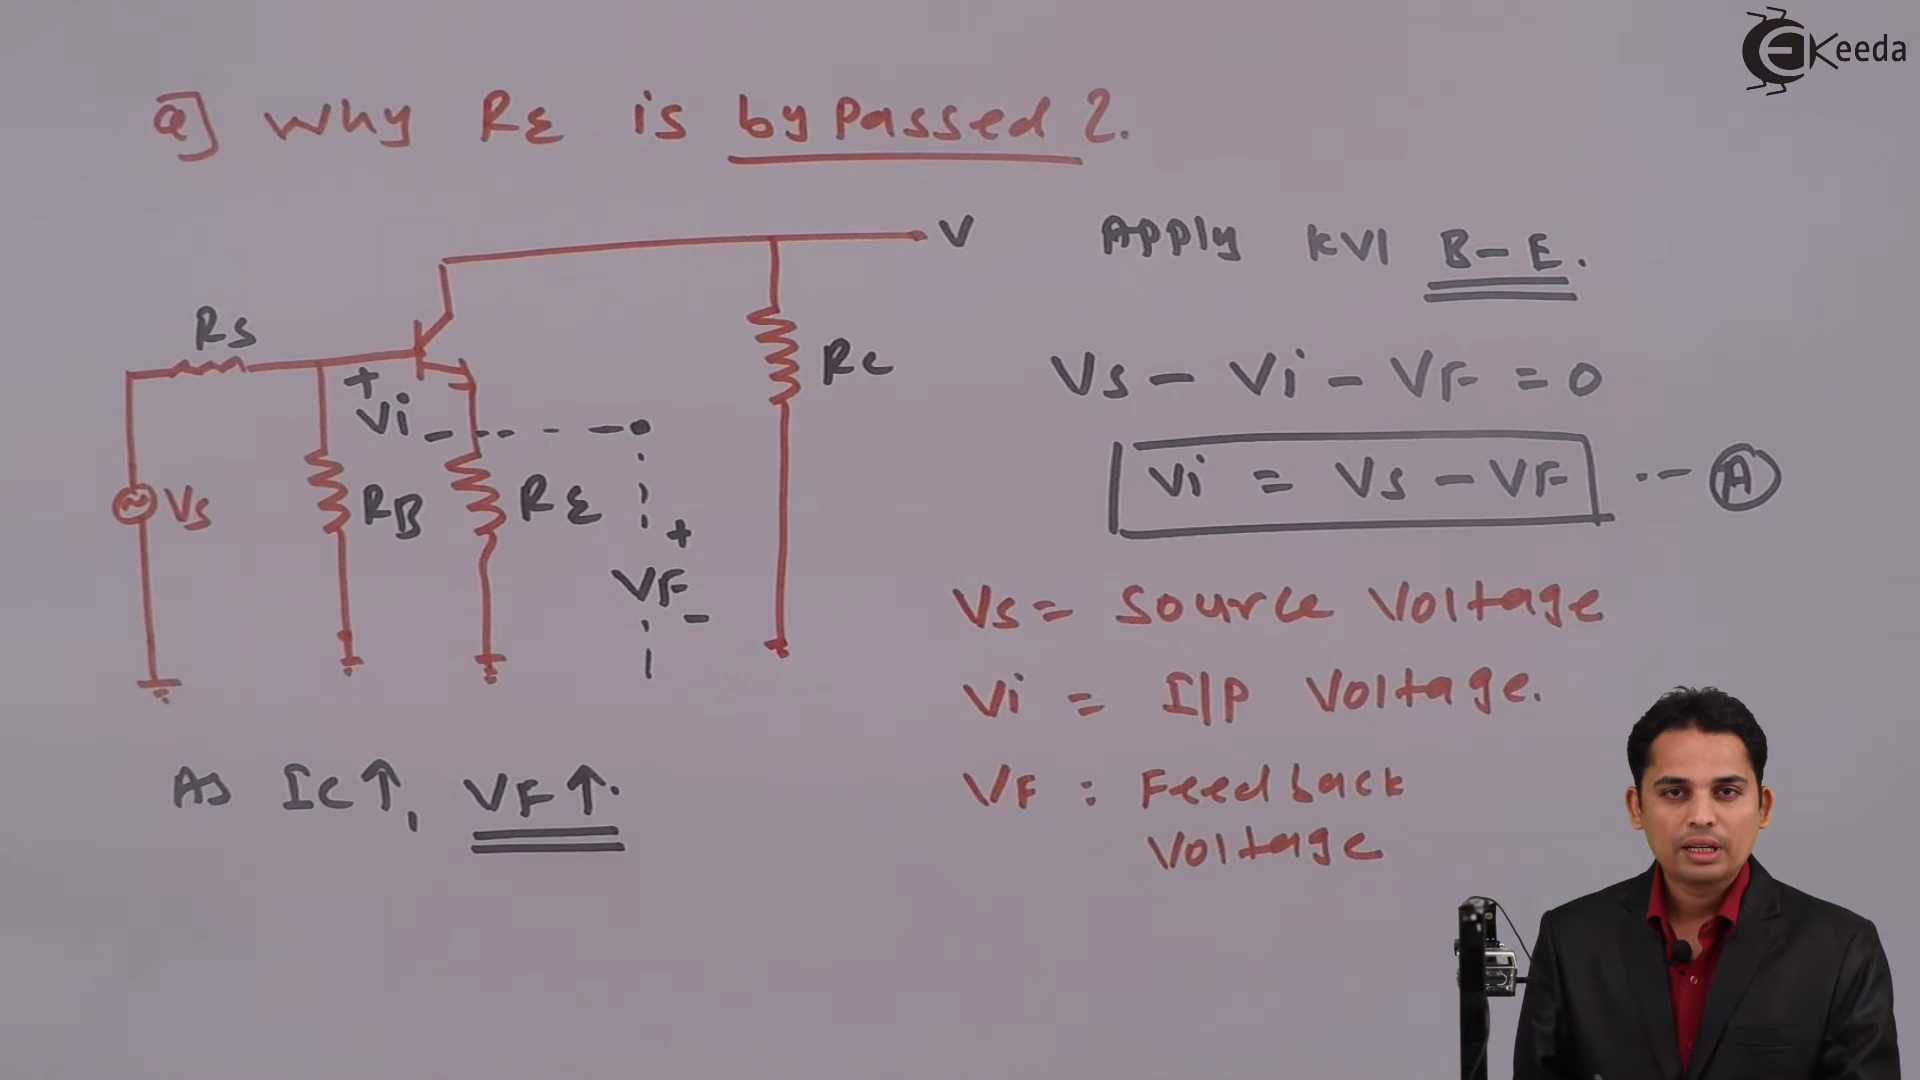 EKeeda
Q] Why RE is bypassed ?.
V
Apply KVl B-E.
Rs
RC
Vs - Vi - VF = 0
+
Vi
-
Vi = Vs - VF -- (A)
Vs
RB
RE
+
VF
-
Vs = Source Voltage
Vi = I/P Voltage.
As IC↑, VF↑.
VF : Feedback
Voltage